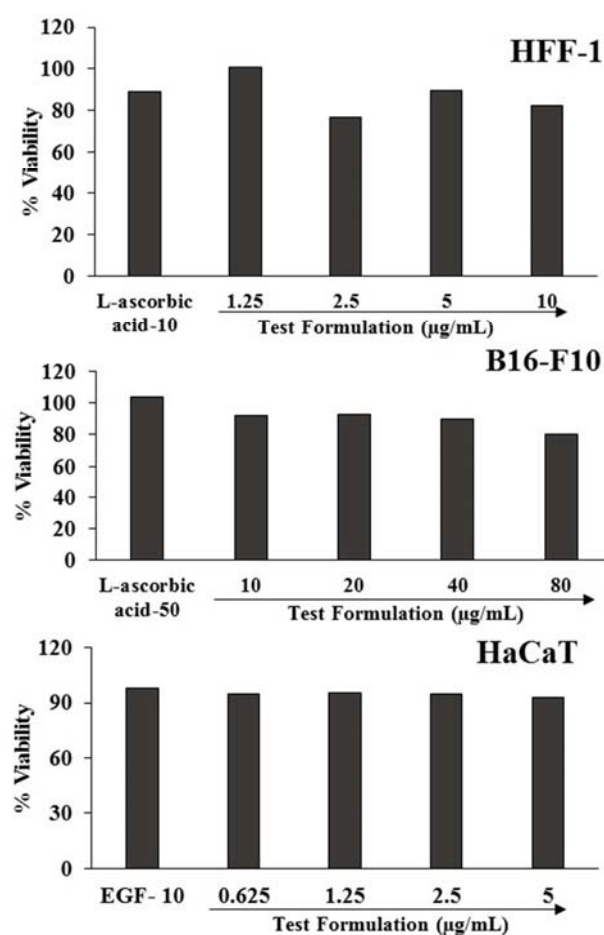 HFF-1
% Viability
120
100
80
60
40
20
0
L-ascorbic
acid-10
1.25 2.5 5 10
Test Formulation (µg/mL)
B16-F10
% Viability
120
100
80
60
40
20
0
L-ascorbic
acid-50
10 20 40 80
Test Formulation (µg/mL)
HaCaT
% Viability
120
90
60
30
0
EGF- 10 0.625 1.25 2.5 5
Test Formulation (µg/mL)